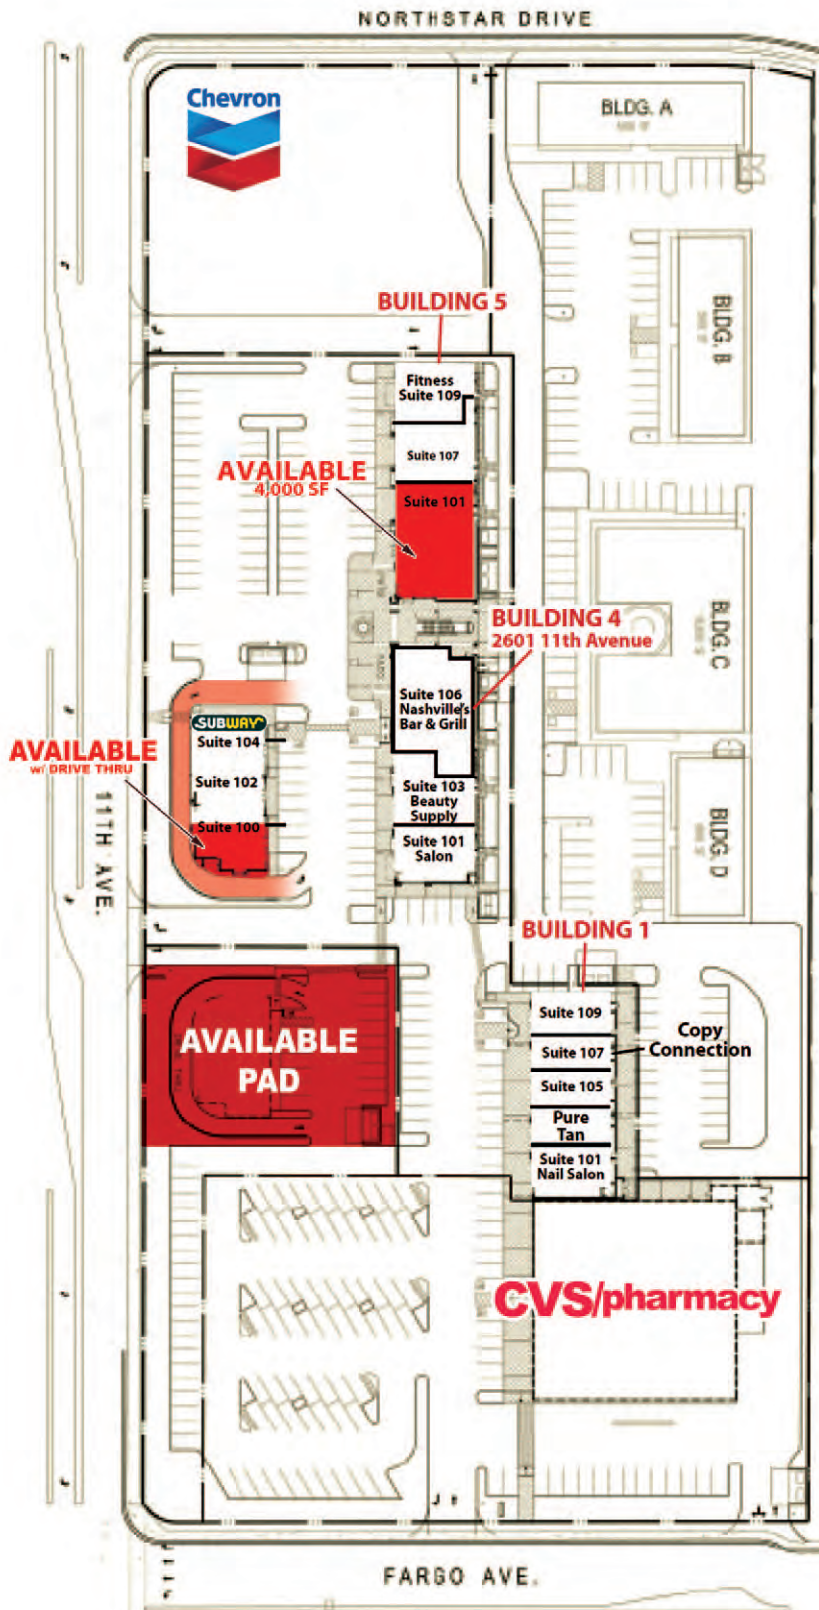 NORTHSTAR DRIVE
Chevron
BLDG. A
BUILDING 5
BLDG. B
Fitness
Suite 109
Suite 107
AVAILABLE
4,000 SF
Suite 101
BUILDING 4
2601 11th Avenue
BLDG. C
Suite 106
Nashville's
Bar & Grill
SUBWAY
Suite 104
AVAILABLE
w/ DRIVE THRU
Suite 102
Suite 103
Beauty
Supply
Suite 100
Suite 101
Salon
BLDG. D
11TH AVE.
BUILDING 1
Suite 109
Copy
Connection
Suite 107
AVAILABLE
PAD
Suite 105
Pure
Tan
Suite 101
Nail Salon
CVS/pharmacy
FARGO AVE.